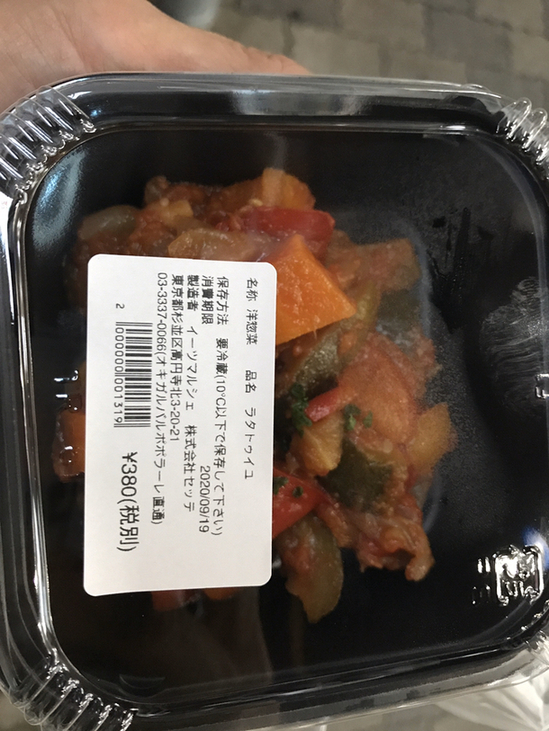 名称 洋惣菜 品名 ラタトゥイユ
保存方法 要冷蔵(10℃以下で保存して下さい)
消費期限 2020/09/19
製造者 イーツマルシェ 株式会社セッテ
東京都杉並区高円寺北3-20-21
03-3337-0066(オキガルバルポポラーレ直通)
2 000000 001319
¥380(税別)